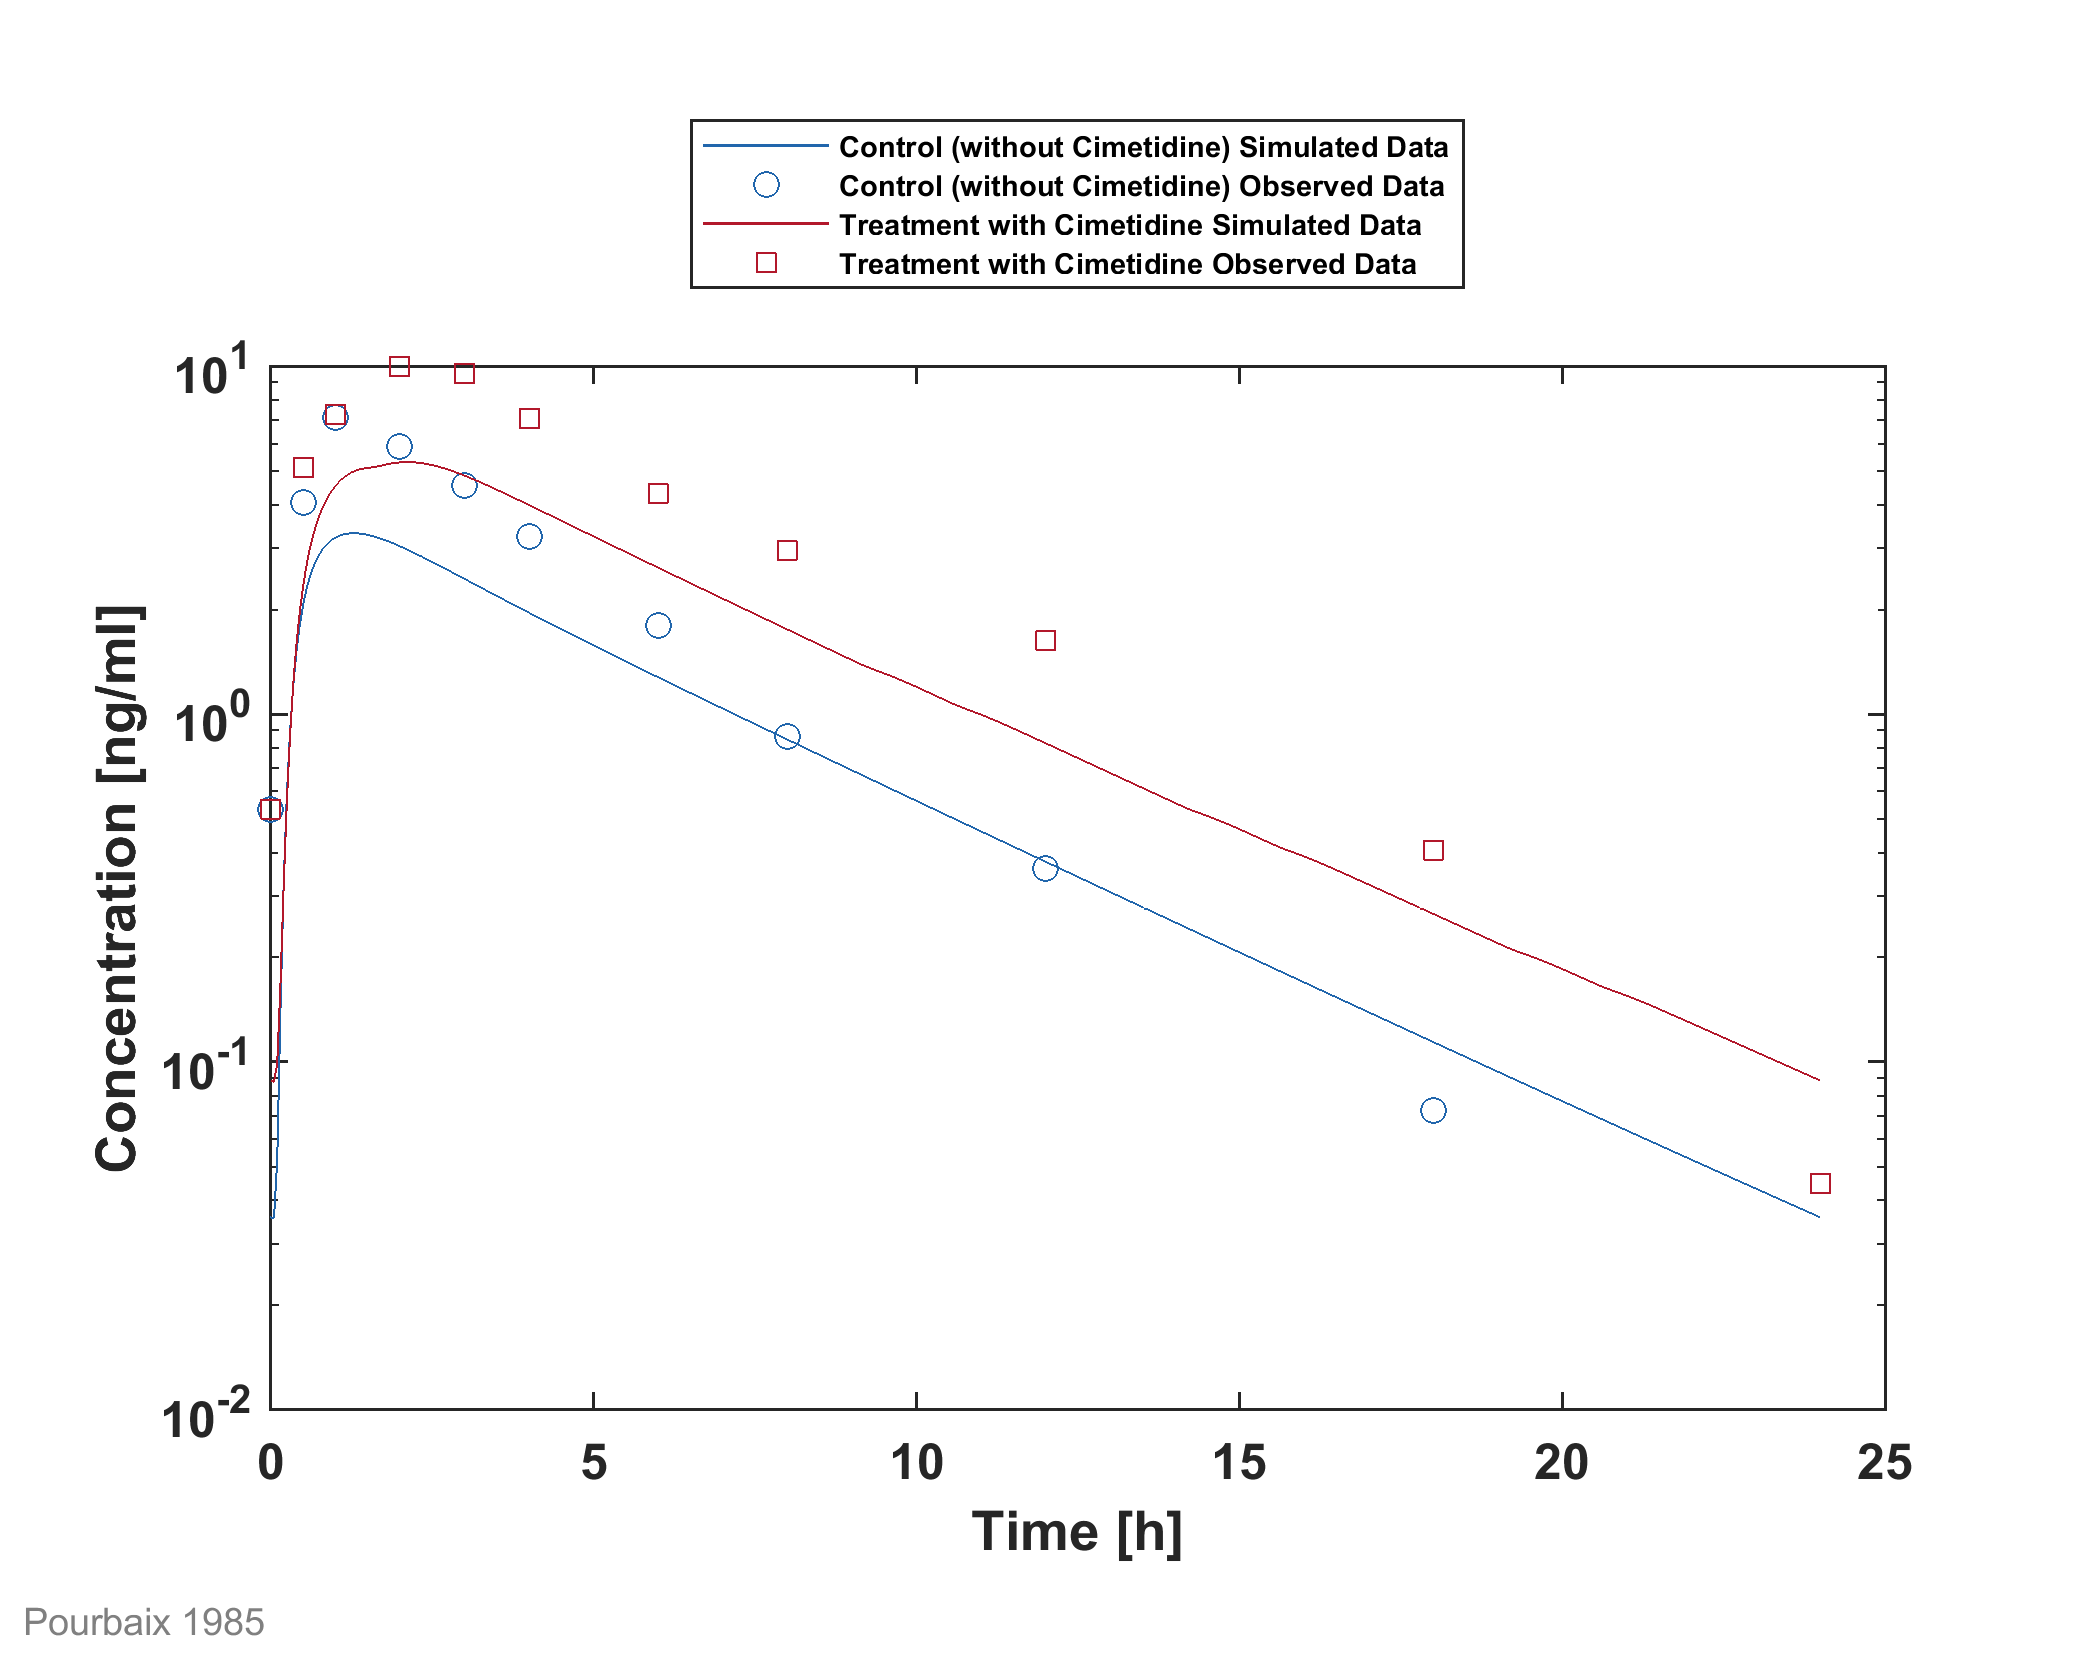 Control (without Cimetidine) Simulated Data
Control (without Cimetidine) Observed Data
Treatment with Cimetidine Simulated Data
Treatment with Cimetidine Observed Data
10^1
10^0
10^-1
10^-2
Concentration [ng/ml]
0 5 10 15 20 25
Time [h]
Pourbaix 1985